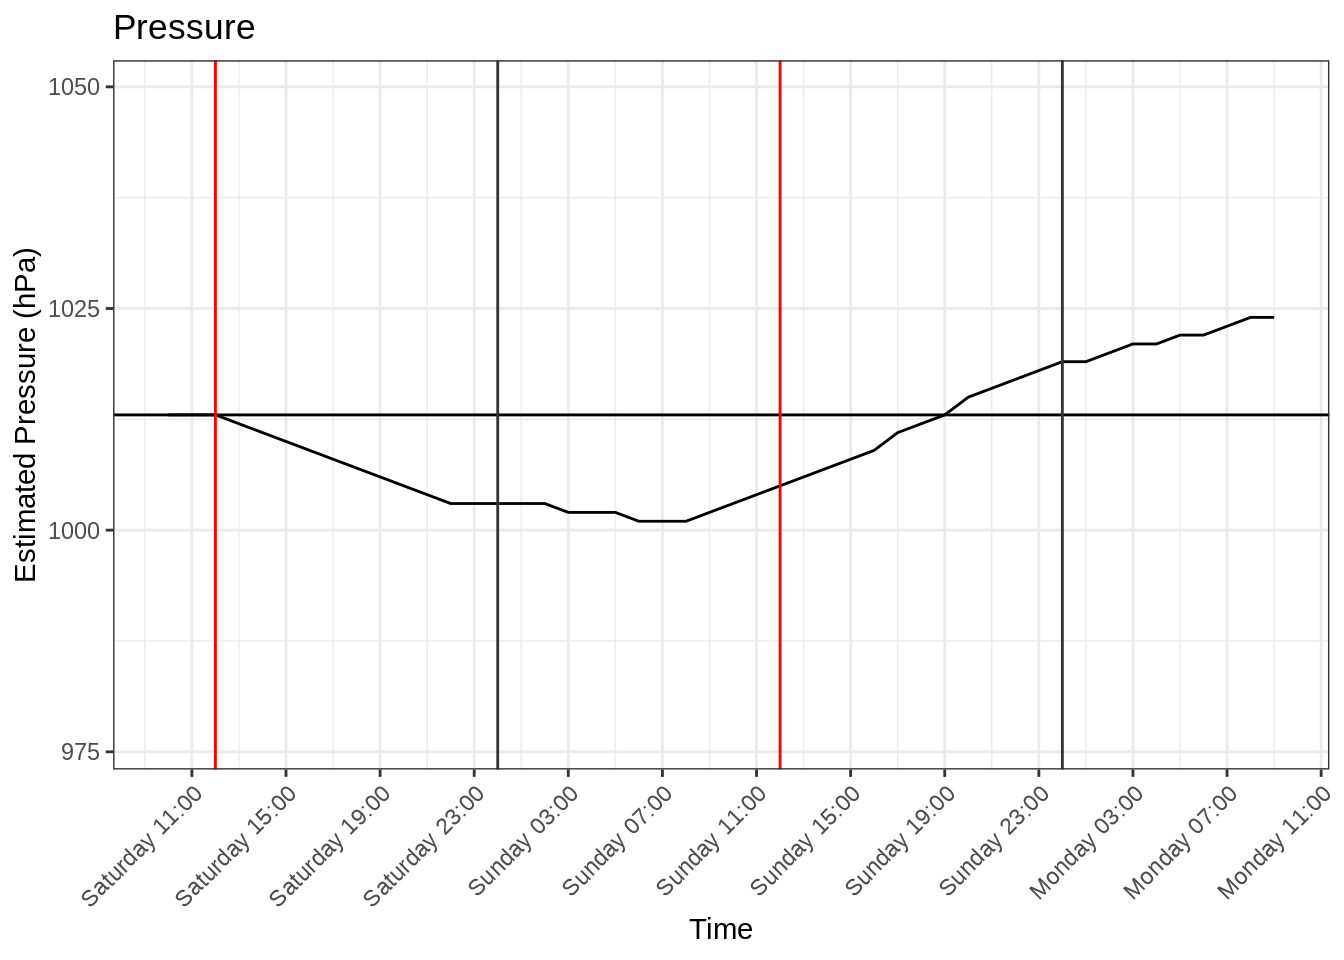 Pressure
Estimated Pressure (hPa)
1050
1025
1000
975
Saturday 11:00
Saturday 15:00
Saturday 19:00
Saturday 23:00
Sunday 03:00
Sunday 07:00
Sunday 11:00
Sunday 15:00
Sunday 19:00
Sunday 23:00
Monday 03:00
Monday 07:00
Monday 11:00
Time